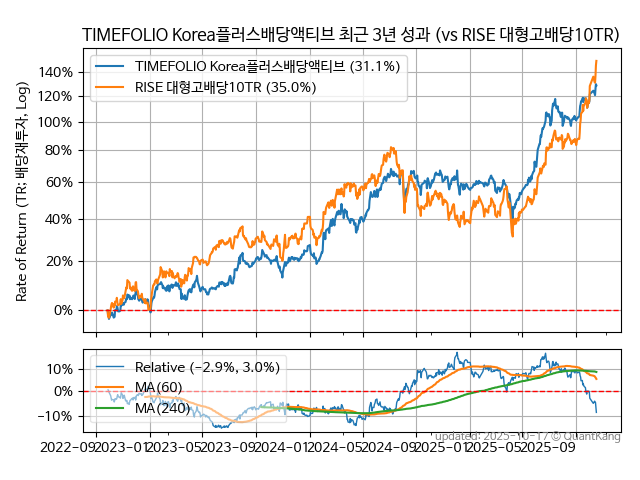 TIMEFOLIO Korea플러스배당액티브 최근 3년 성과 (vs RISE 대형고배당10TR)
Rate of Return (TR: 배당재투자, Log)
TIMEFOLIO Korea플러스배당액티브 (31.1%)
RISE 대형고배당10TR (35.0%)
140%
120%
100%
80%
60%
40%
20%
0%
Relative (−2.9%, 3.0%)
MA(60)
MA(240)
10%
0%
−10%
2022-09 2023-01 2023-05 2023-09 2024-01 2024-05 2024-09 2025-01 2025-05 2025-09
updated: 2025-10-17 © QuantKang